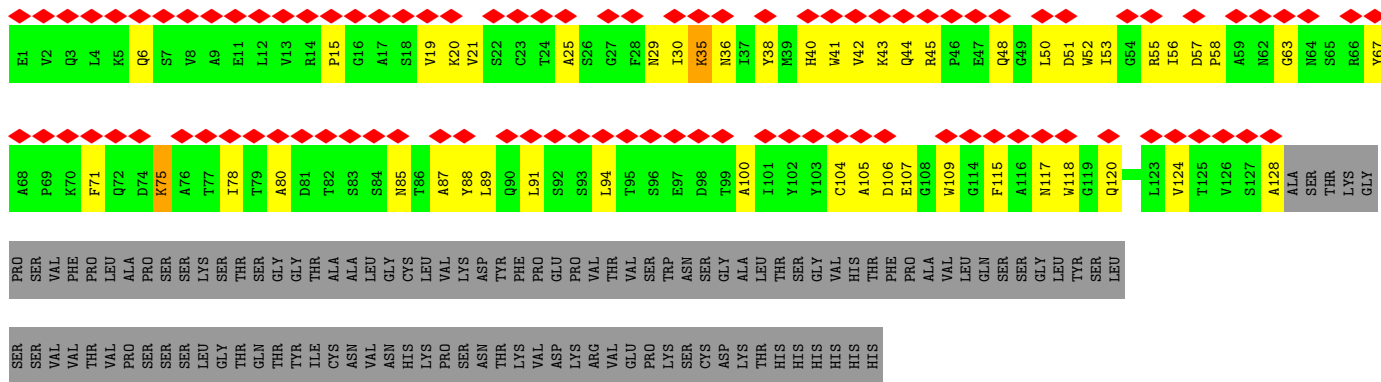 E1 V2 Q3 L4 K5 Q6 S7 V8 A9 E11 L12 V13 R14 P15 G16 A17 S18 V19 K20 V21 S22 C23 T24 A25 S26 G27 F28 N29 I30 K35 N36 I37 Y38 M39 H40 W41 V42 K43 Q44 R45 P46 E47 Q48 G49 L50 D51 W52 I53 G54 R55 I56 D57 P58 A59 N62 G63 N64 S65 R66 Y67
A68 P69 K70 F71 Q72 D74 K75 A76 T77 I78 T79 A80 D81 T82 S83 S84 N85 T86 A87 Y88 L89 Q90 L91 S92 S93 L94 T95 S96 E97 D98 T99 A100 I101 Y102 Y103 C104 A105 D106 E107 G108 W109 G114 F115 A116 N117 W118 G119 Q120 L123 V124 T125 V126 S127 A128 ALA SER THR LYS GLY
PRO SER VAL PHE PRO LEU ALA PRO SER SER LYS SER THR SER GLY GLY THR ALA ALA LEU GLY CYS LEU VAL LYS ASP TYR PHE PRO GLU PRO VAL THR VAL SER TRP ASN SER GLY ALA LEU THR SER GLY VAL HIS THR PHE PRO ALA VAL LEU GLN SER SER GLY LEU TYR SER LEU
SER SER VAL VAL THR VAL PRO SER SER SER LEU GLY THR GLN THR TYR ILE CYS ASN VAL ASN HIS LYS PRO SER ASN THR LYS VAL ASP LYS ARG VAL GLU PRO LYS SER CYS ASP LYS THR HIS HIS HIS HIS HIS HIS